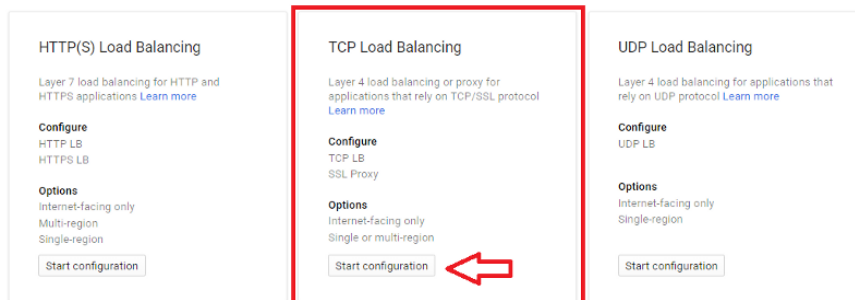 HTTP(S) Load Balancing
Layer 7 load balancing for HTTP and
HTTPS applications Learn more
Configure
HTTP LB
HTTPS LB
Options
Internet-facing only
Multi-region
Single-region
Start configuration
TCP Load Balancing
Layer 4 load balancing or proxy for
applications that rely on TCP/SSL protocol
Learn more
Configure
TCP LB
SSL Proxy
Options
Internet-facing only
Single or multi-region
Start configuration
UDP Load Balancing
Layer 4 load balancing for applications that
rely on UDP protocol Learn more
Configure
UDP LB
Options
Internet-facing only
Single-region
Start configuration